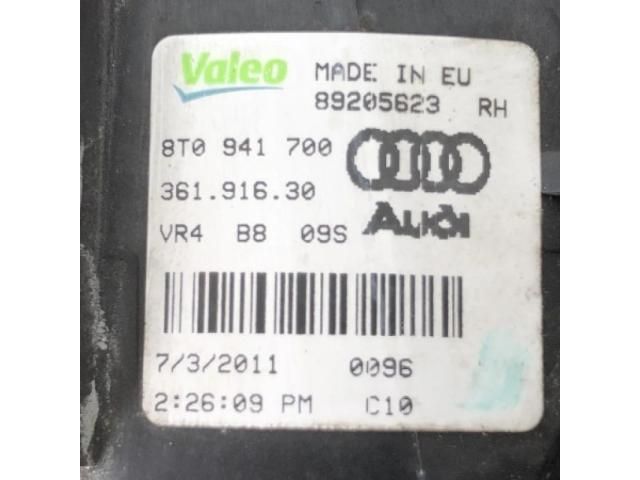 Valeo MADE IN EU
89205623 RH
8T0 941 700
361.916.30
VR4 B8 09S Audi
7/3/2011 0096
2:26:09 PM C10